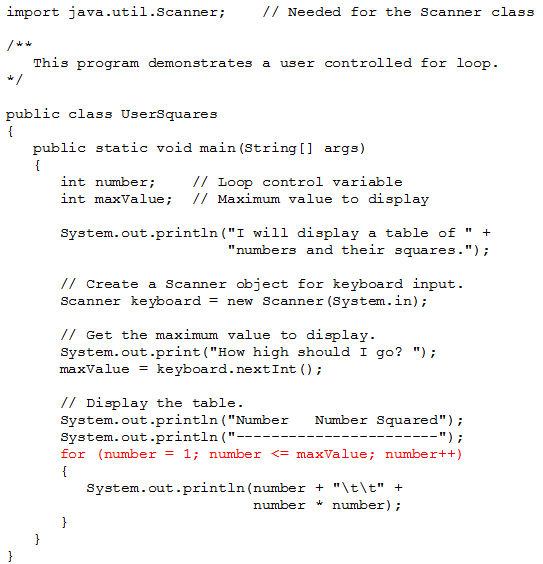 import java.util.Scanner;    // Needed for the Scanner class

/**
   This program demonstrates a user controlled for loop.
*/

public class UserSquares
{
   public static void main(String[] args)
   {
      int number;    // Loop control variable
      int maxValue;  // Maximum value to display

      System.out.println("I will display a table of " +
                         "numbers and their squares.");

      // Create a Scanner object for keyboard input.
      Scanner keyboard = new Scanner(System.in);

      // Get the maximum value to display.
      System.out.print("How high should I go? ");
      maxValue = keyboard.nextInt();

      // Display the table.
      System.out.println("Number   Number Squared");
      System.out.println("-----------------------");
      for (number = 1; number <= maxValue; number++)
      {
         System.out.println(number + "\t\t" +
                            number * number);
      }
   }
}